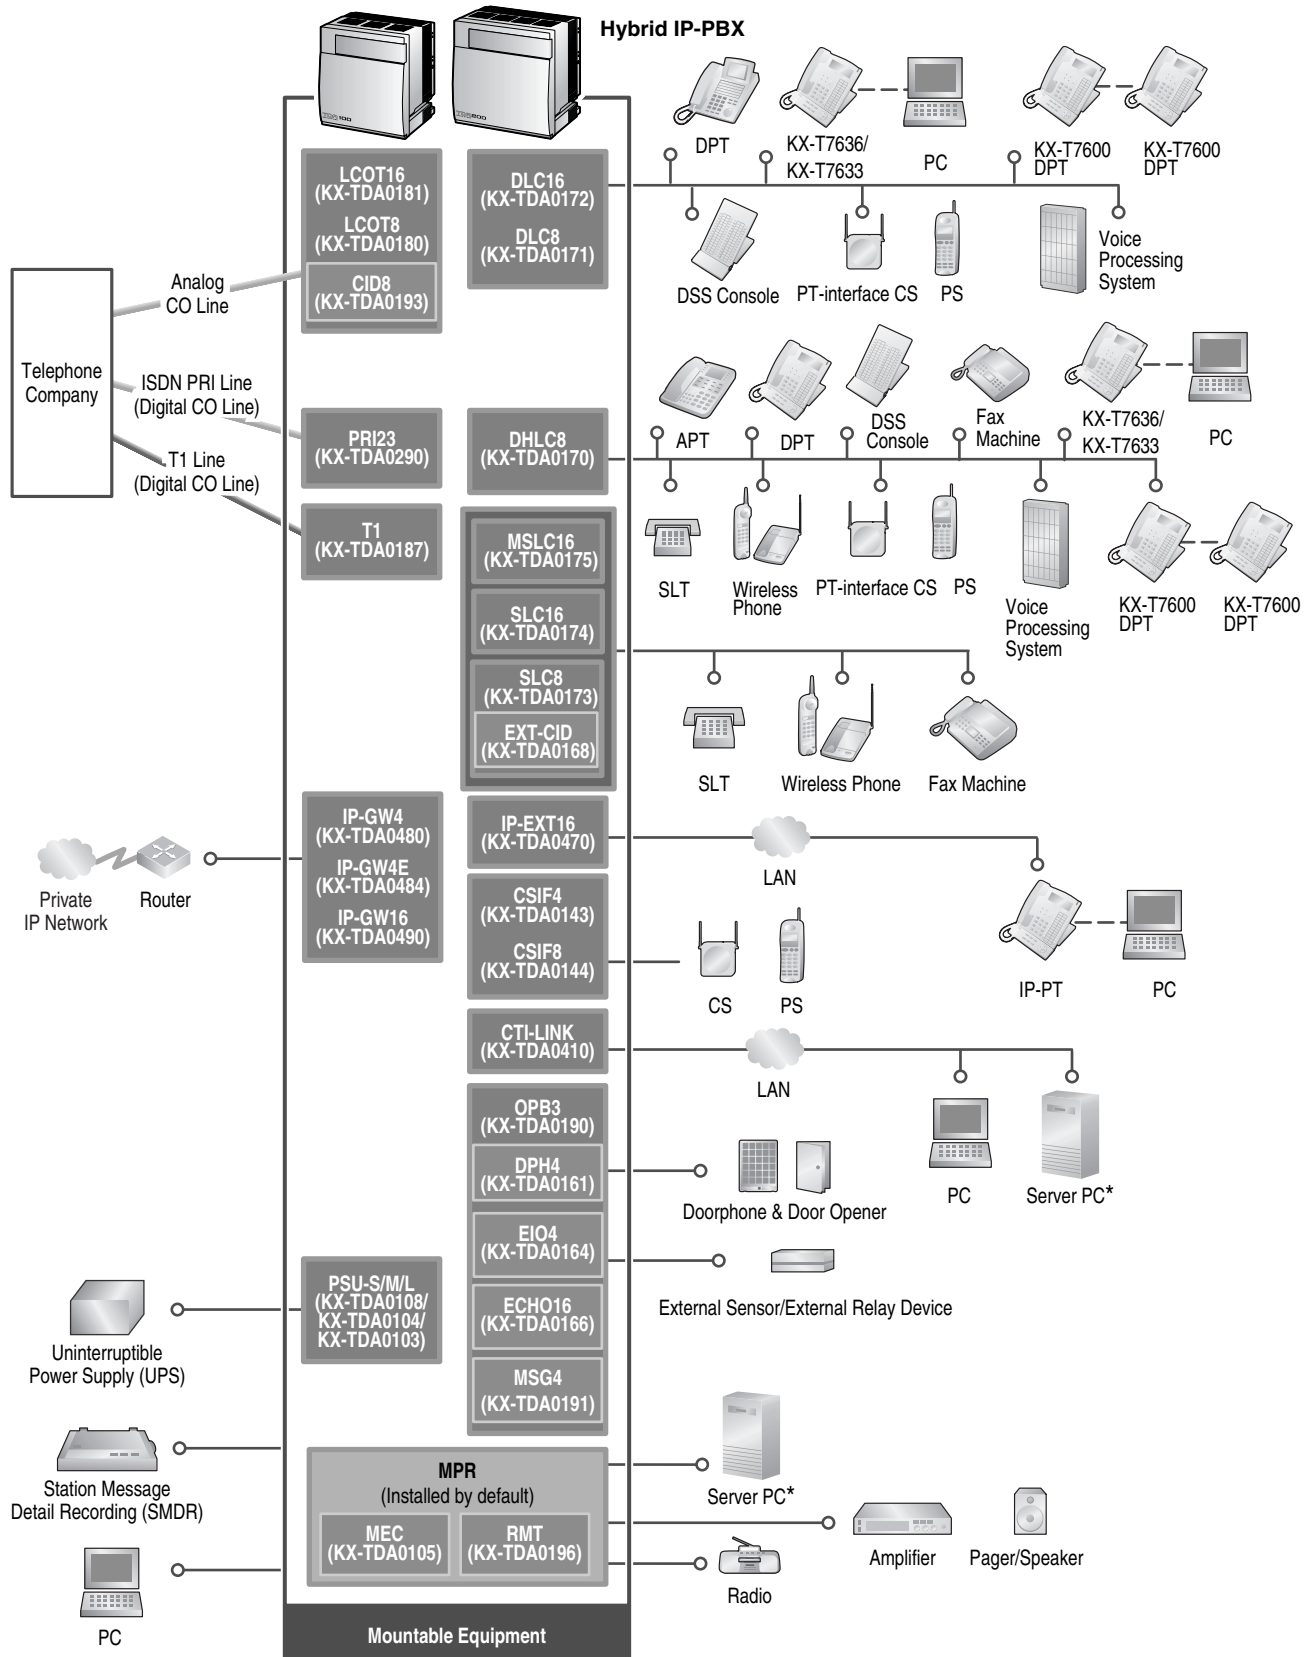 Hybrid IP-PBX
TDA100
TDA200
DPT
KX-T7636/
KX-T7633
PC
KX-T7600
DPT
KX-T7600
DPT
LCOT16
(KX-TDA0181)
LCOT8
(KX-TDA0180)
CID8
(KX-TDA0193)
DLC16
(KX-TDA0172)
DLC8
(KX-TDA0171)
DSS Console
PT-interface CS
PS
Voice
Processing
System
Telephone
Company
Analog
CO Line
ISDN PRI Line
(Digital CO Line)
T1 Line
(Digital CO Line)
PRI23
(KX-TDA0290)
T1
(KX-TDA0187)
DHLC8
(KX-TDA0170)
APT
DPT
DSS
Console
Fax
Machine
KX-T7636/
KX-T7633
PC
SLT
Wireless
Phone
PT-interface CS
PS
Voice
Processing
System
KX-T7600
DPT
KX-T7600
DPT
MSLC16
(KX-TDA0175)
SLC16
(KX-TDA0174)
SLC8
(KX-TDA0173)
EXT-CID
(KX-TDA0168)
SLT
Wireless Phone
Fax Machine
Private
IP Network
Router
IP-GW4
(KX-TDA0480)
IP-GW4E
(KX-TDA0484)
IP-GW16
(KX-TDA0490)
IP-EXT16
(KX-TDA0470)
LAN
IP-PT
PC
CSIF4
(KX-TDA0143)
CSIF8
(KX-TDA0144)
CS
PS
CTI-LINK
(KX-TDA0410)
LAN
PC
Server PC*
OPB3
(KX-TDA0190)
DPH4
(KX-TDA0161)
Doorphone & Door Opener
EIO4
(KX-TDA0164)
External Sensor/External Relay Device
ECHO16
(KX-TDA0166)
MSG4
(KX-TDA0191)
PSU-S/M/L
(KX-TDA0108/
KX-TDA0104/
KX-TDA0103)
Uninterruptible
Power Supply (UPS)
Station Message
Detail Recording (SMDR)
PC
MPR
(Installed by default)
MEC
(KX-TDA0105)
RMT
(KX-TDA0196)
Server PC*
Amplifier
Pager/Speaker
Radio
Mountable Equipment